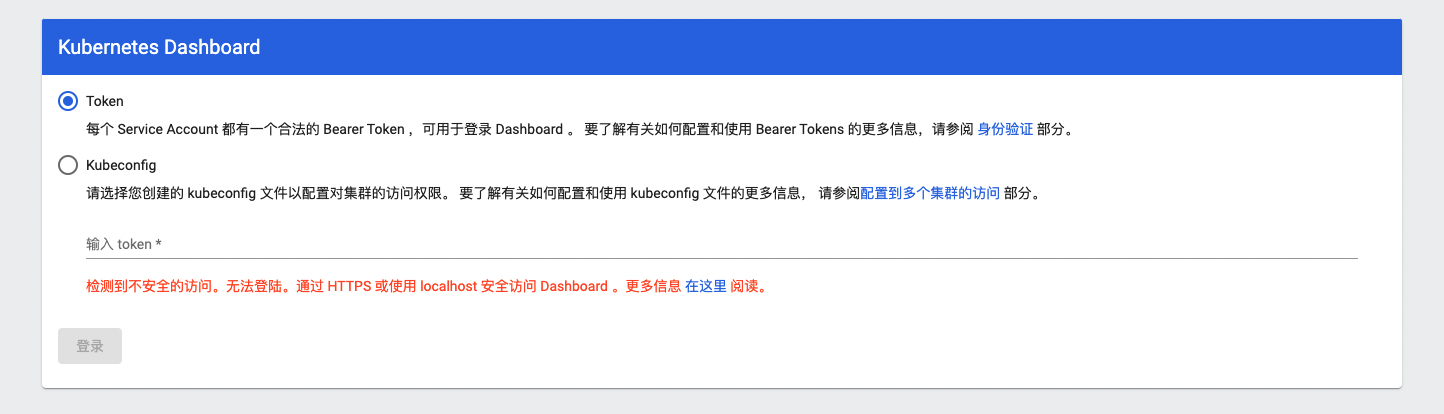 Kubernetes Dashboard
Token
每个 Service Account 都有一个合法的 Bearer Token ，可用于登录 Dashboard 。 要了解有关如何配置和使用 Bearer Tokens 的更多信息，请参阅 身份验证 部分。
Kubeconfig
请选择您创建的 kubeconfig 文件以配置对集群的访问权限。 要了解有关如何配置和使用 kubeconfig 文件的更多信息， 请参阅配置到多个集群的访问 部分。
输入 token *
检测到不安全的访问。无法登陆。通过 HTTPS 或使用 localhost 安全访问 Dashboard 。更多信息 在这里 阅读。
登录